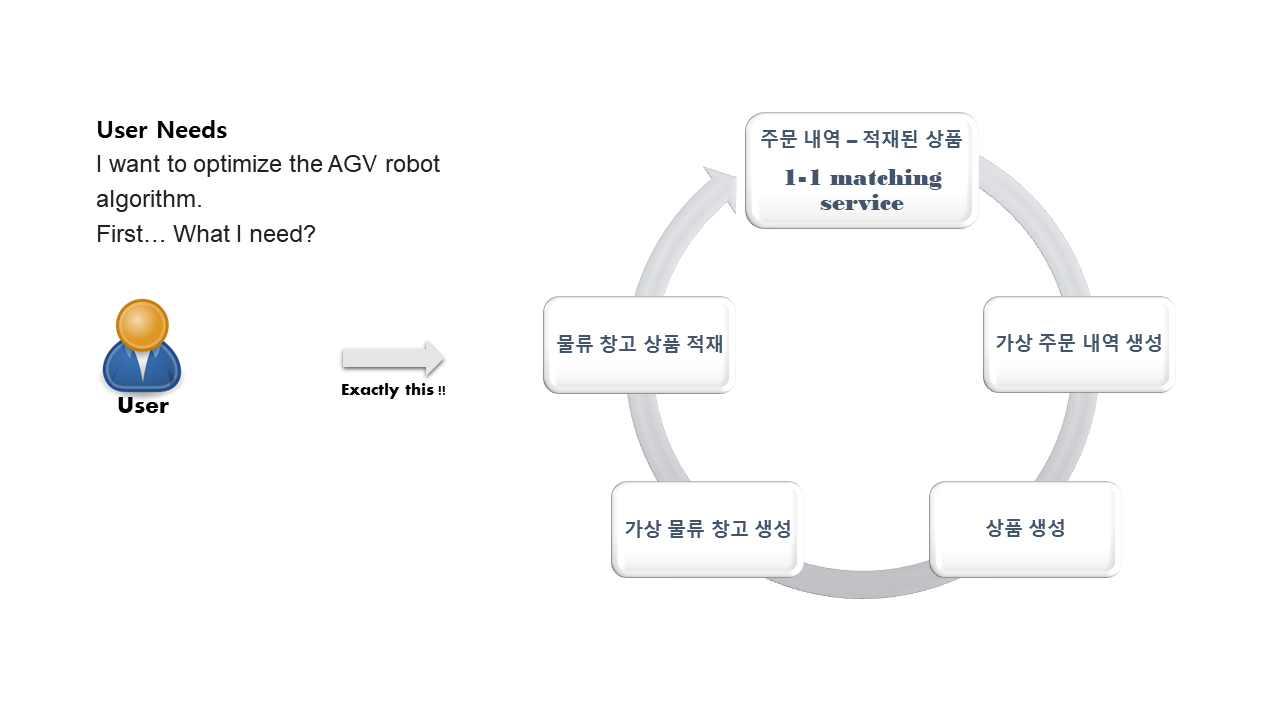 User Needs
I want to optimize the AGV robot
algorithm.
First… What I need?
User
Exactly this !!
주문 내역 – 적재된 상품
1-1 matching
service
가상 주문 내역 생성
상품 생성
가상 물류 창고 생성
물류 창고 상품 적재